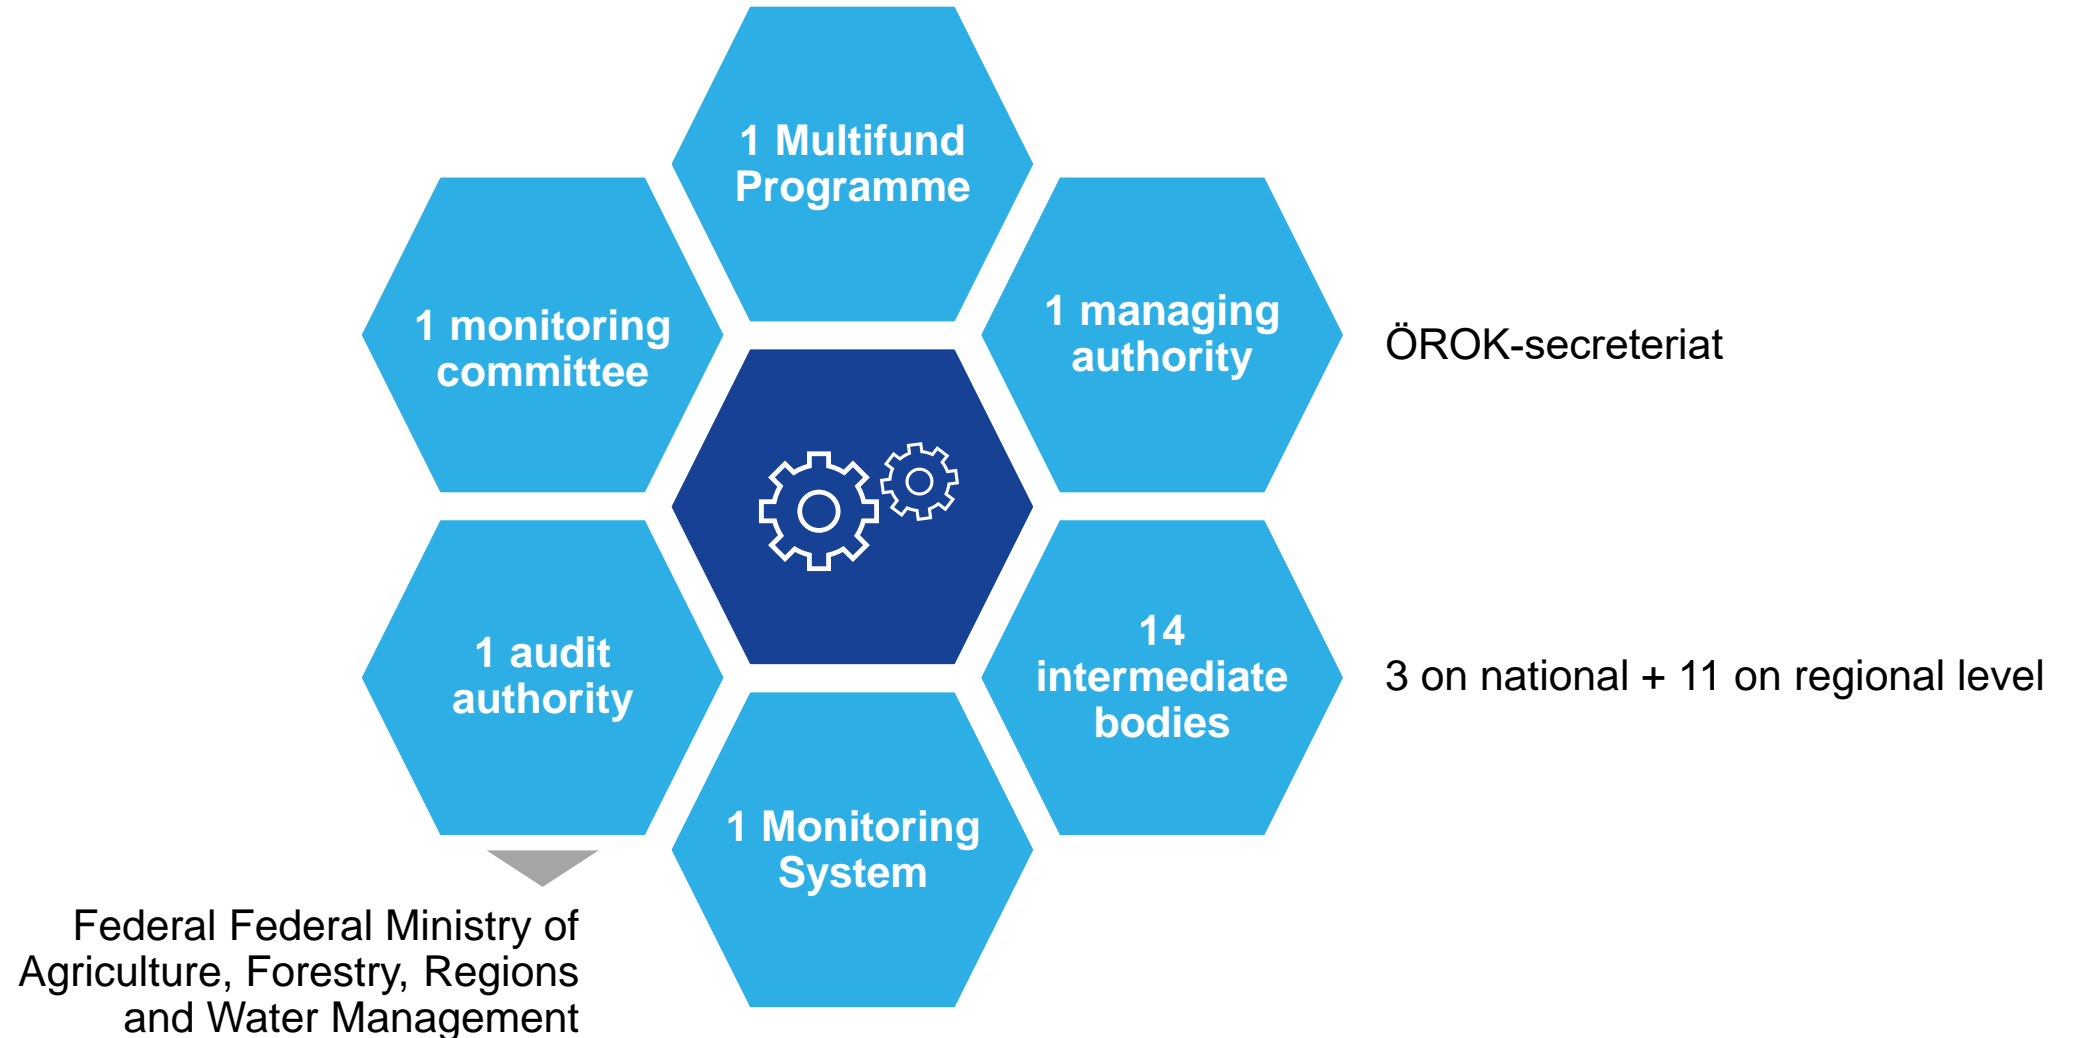 1 Multifund
Programme
1 monitoring
committee
1 managing
authority
ÖROK-secreteriat
1 audit
authority
14
intermediate
bodies
3 on national + 11 on regional level
1 Monitoring
System
Federal Federal Ministry of
Agriculture, Forestry, Regions
and Water Management